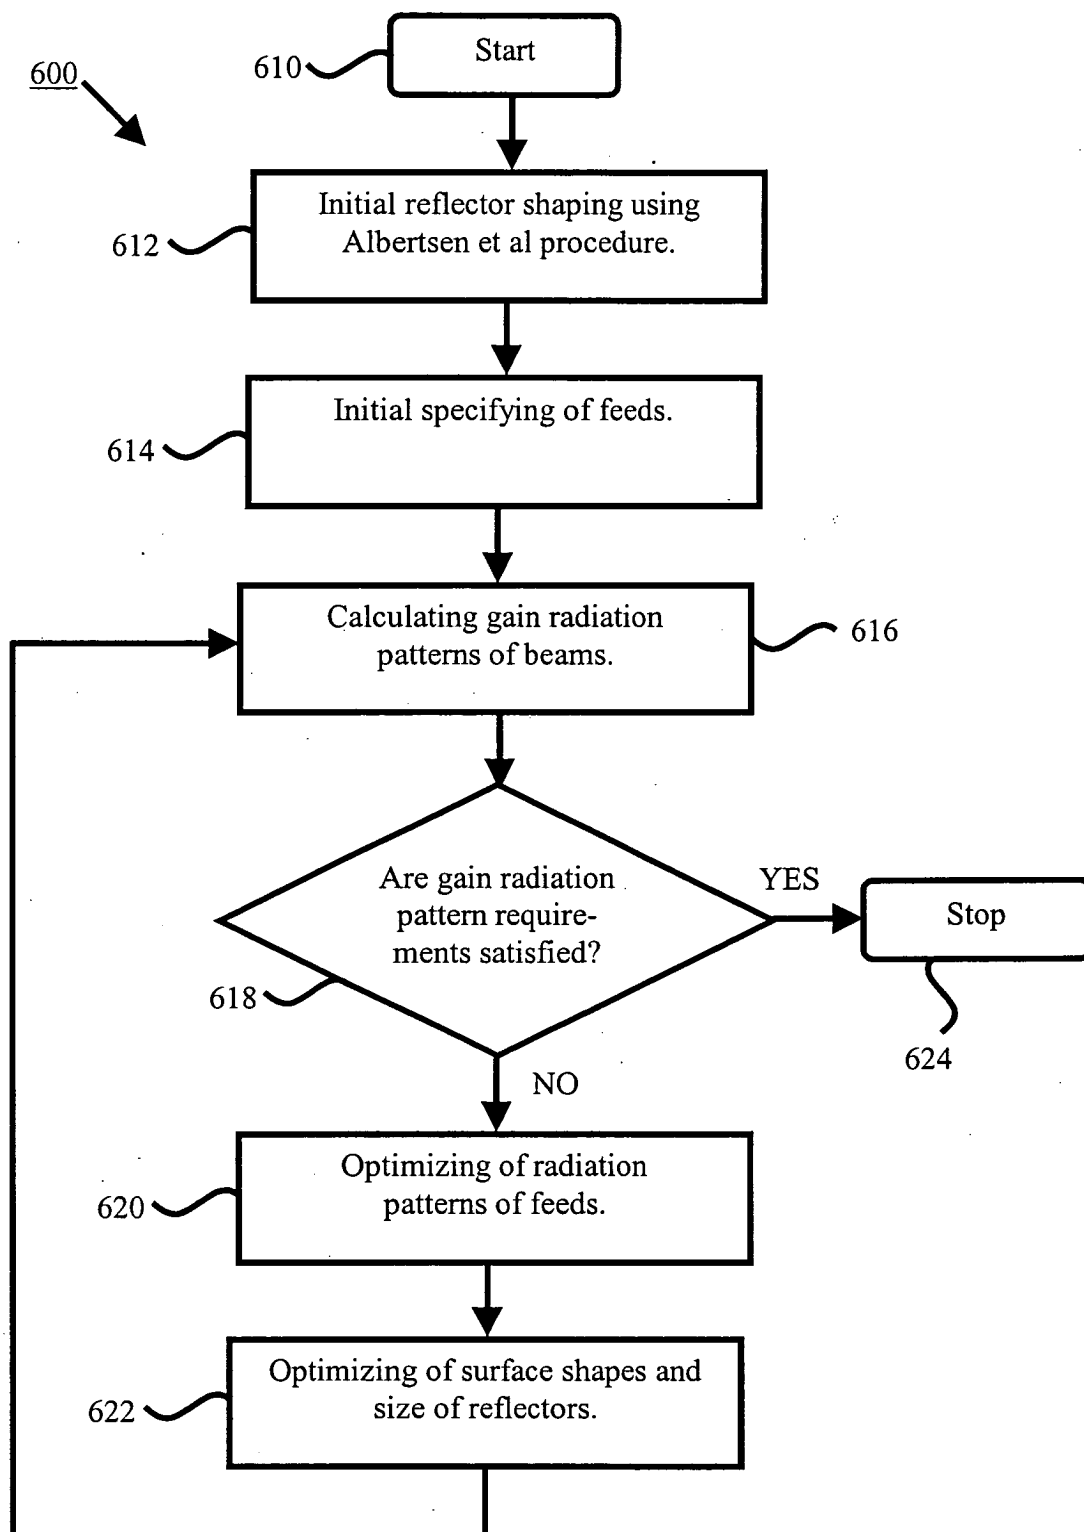 Start
610
600
Initial reflector shaping using
Albertsen et al procedure.
612
Initial specifying of feeds.
614
Calculating gain radiation
patterns of beams.
616
Are gain radiation
pattern require-
ments satisfied?
YES
Stop
618
624
NO
Optimizing of radiation
patterns of feeds.
620
Optimizing of surface shapes and
size of reflectors.
622